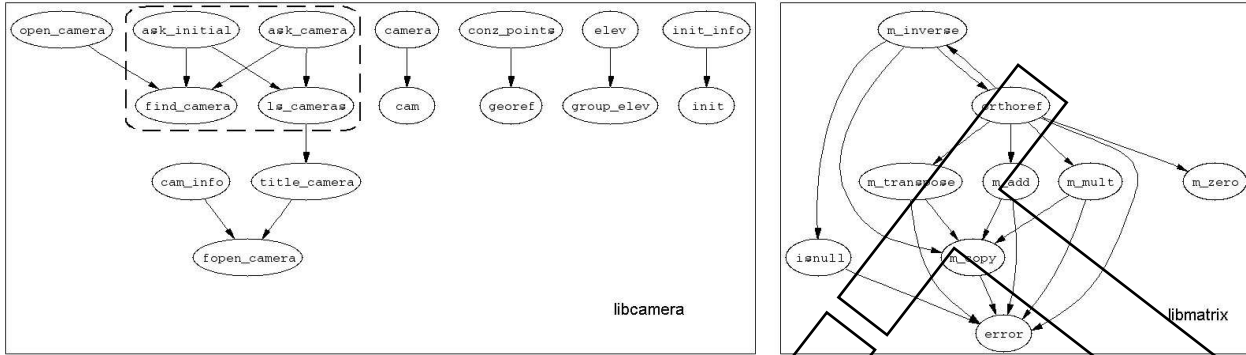 open_camera ask_initial ask_camera camera conz_points elev init_info
find_camera ls_cameras cam georef group_elev init
cam_info title_camera
fopen_camera
libcamera
m_inverse
orthoref
m_transpose m_add m_mult m_zero
isnull m_copy
libmatrix
error